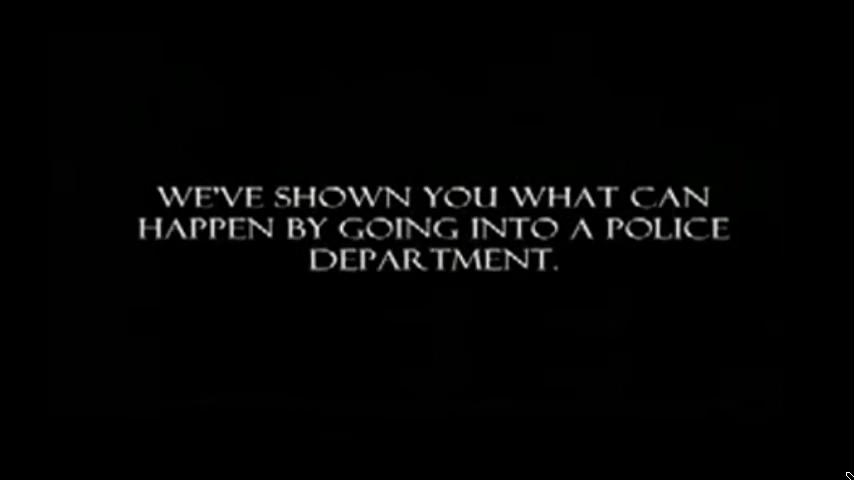 WE'VE SHOWN YOU WHAT CAN
HAPPEN BY GOING INTO A POLICE
DEPARTMENT.